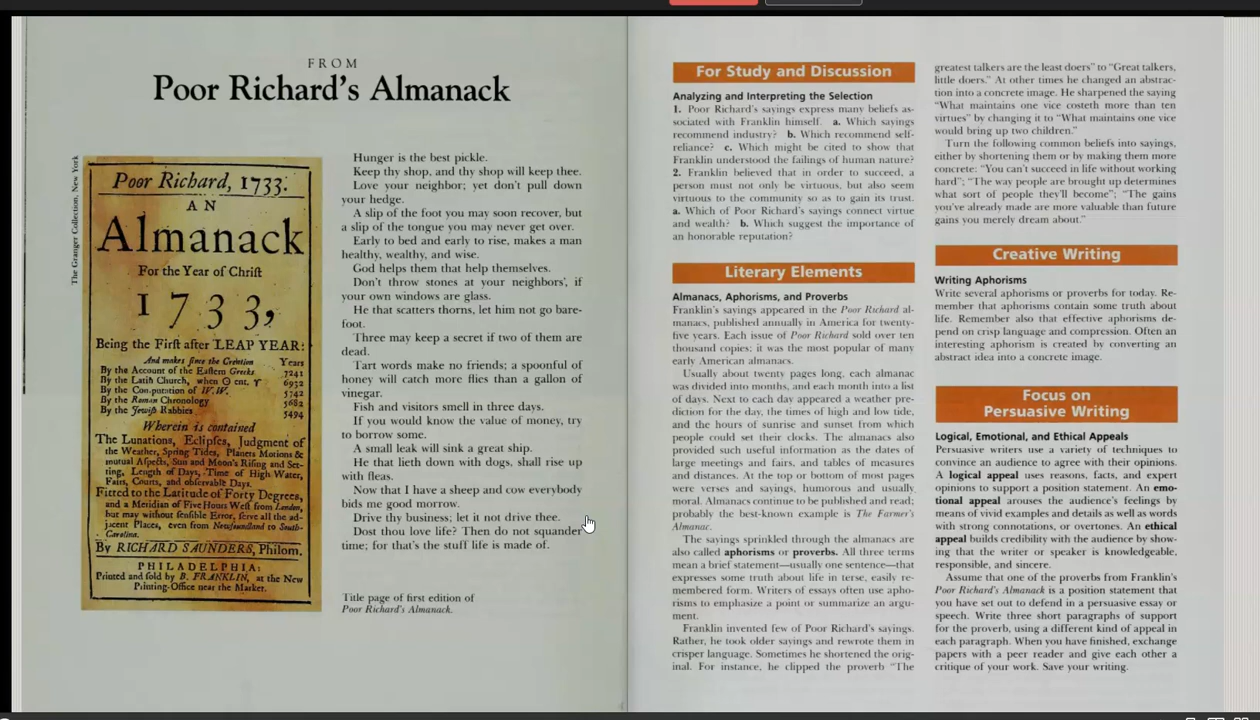 FROM
Poor Richard's Almanack
The Granger Collection, New York
Poor Richard, 1733.
AN
Almanack
For the Year of Christ
1733,
Being the First after LEAP YEAR:
And makes since the Creation Years
By the Account of the Eastern Greeks 7241
By the Latin Church, when ☉ ent. ♈ 6932
By the Computation of W.W. 5742
By the Roman Chronology 5682
By the Jewish Rabbies 5494
Wherein is contained
The Lunations, Eclipses, Judgment of
the Weather, Spring Tides, Planets Motions &
mutual Aspects, Sun and Moon's Rising and Set-
ting, Length of Days, Time of High Water,
Fairs, Courts, and observable Days.
Fitted to the Latitude of Forty Degrees,
and a Meridian of Five Hours West from London,
but may without sensible Error, serve all the ad-
jacent Places, even from Newfoundland to South-
Carolina.
By RICHARD SAUNDERS, Philom.
PHILADELPHIA:
Printed and sold by B. FRANKLIN, at the New
Printing-Office near the Market.
Hunger is the best pickle.
Keep thy shop, and thy shop will keep thee.
Love your neighbor; yet don't pull down
your hedge.
A slip of the foot you may soon recover, but
a slip of the tongue you may never get over.
Early to bed and early to rise, makes a man
healthy, wealthy, and wise.
God helps them that help themselves.
Don't throw stones at your neighbors', if
your own windows are glass.
He that scatters thorns, let him not go bare-
foot.
Three may keep a secret if two of them are
dead.
Tart words make no friends; a spoonful of
honey will catch more flies than a gallon of
vinegar.
Fish and visitors smell in three days.
If you would know the value of money, try
to borrow some.
A small leak will sink a great ship.
He that lieth down with dogs, shall rise up
with fleas.
Now that I have a sheep and cow everybody
bids me good morrow.
Drive thy business; let it not drive thee.
Dost thou love life? Then do not squander
time; for that's the stuff life is made of.
Title page of first edition of
Poor Richard's Almanack.
For Study and Discussion
Analyzing and Interpreting the Selection
1. Poor Richard's sayings express many beliefs as-
sociated with Franklin himself. a. Which sayings
recommend industry? b. Which recommend self-
reliance? c. Which might be cited to show that
Franklin understood the failings of human nature?
2. Franklin believed that in order to succeed, a
person must not only be virtuous, but also seem
virtuous to the community so as to gain its trust.
a. Which of Poor Richard's sayings connect virtue
and wealth? b. Which suggest the importance of
an honorable reputation?
Literary Elements
Almanacs, Aphorisms, and Proverbs
Franklin's sayings appeared in the Poor Richard al-
manacs, published annually in America for twenty-
five years. Each issue of Poor Richard sold over ten
thousand copies; it was the most popular of many
early American almanacs.
Usually about twenty pages long, each almanac
was divided into months, and each month into a list
of days. Next to each day appeared a weather pre-
diction for the day, the times of high and low tide,
and the hours of sunrise and sunset from which
people could set their clocks. The almanacs also
provided such useful information as the dates of
large meetings and fairs, and tables of measures
and distances. At the top or bottom of most pages
were verses and sayings, humorous and usually
moral. Almanacs continue to be published and read;
probably the best-known example is The Farmer's
Almanac.
The sayings sprinkled through the almanacs are
also called aphorisms or proverbs. All three terms
mean a brief statement—usually one sentence—that
expresses some truth about life in terse, easily re-
membered form. Writers of essays often use apho-
risms to emphasize a point or summarize an argu-
ment.
Franklin invented few of Poor Richard's sayings.
Rather, he took older sayings and rewrote them in
crisper language. Sometimes he shortened the orig-
inal. For instance, he clipped the proverb "The
greatest talkers are the least doers" to "Great talkers,
little doers." At other times he changed an abstrac-
tion into a concrete image. He sharpened the saying
"What maintains one vice costeth more than ten
virtues" by changing it to "What maintains one vice
would bring up two children."
Turn the following common beliefs into sayings,
either by shortening them or by making them more
concrete: "You can't succeed in life without working
hard"; "The way people are brought up determines
what sort of people they'll become"; "The gains
you've already made are more valuable than future
gains you merely dream about."
Creative Writing
Writing Aphorisms
Write several aphorisms or proverbs for today. Re-
member that aphorisms contain some truth about
life. Remember also that effective aphorisms de-
pend on crisp language and compression. Often an
interesting aphorism is created by converting an
abstract idea into a concrete image.
Focus on
Persuasive Writing
Logical, Emotional, and Ethical Appeals
Persuasive writers use a variety of techniques to
convince an audience to agree with their opinions.
A logical appeal uses reasons, facts, and expert
opinions to support a position statement. An emo-
tional appeal arouses the audience's feelings by
means of vivid examples and details as well as words
with strong connotations, or overtones. An ethical
appeal builds credibility with the audience by show-
ing that the writer or speaker is knowledgeable,
responsible, and sincere.
Assume that one of the proverbs from Franklin's
Poor Richard's Almanack is a position statement that
you have set out to defend in a persuasive essay or
speech. Write three short paragraphs of support
for the proverb, using a different kind of appeal in
each paragraph. When you have finished, exchange
papers with a peer reader and give each other a
critique of your work. Save your writing.